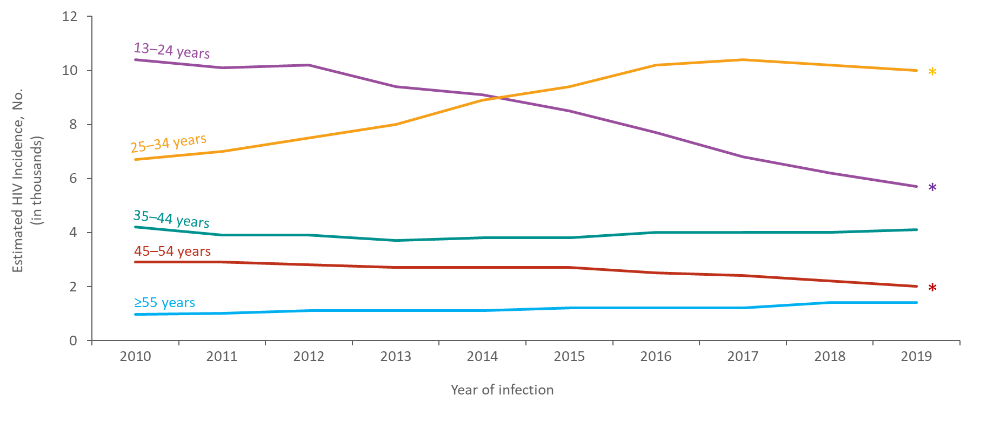 12
10
8
6
4
2
0
Estimated HIV Incidence, No.
(in thousands)
13–24 years
25–34 years
35–44 years
45–54 years
≥55 years
*
*
*
2010 2011 2012 2013 2014 2015 2016 2017 2018 2019
Year of infection